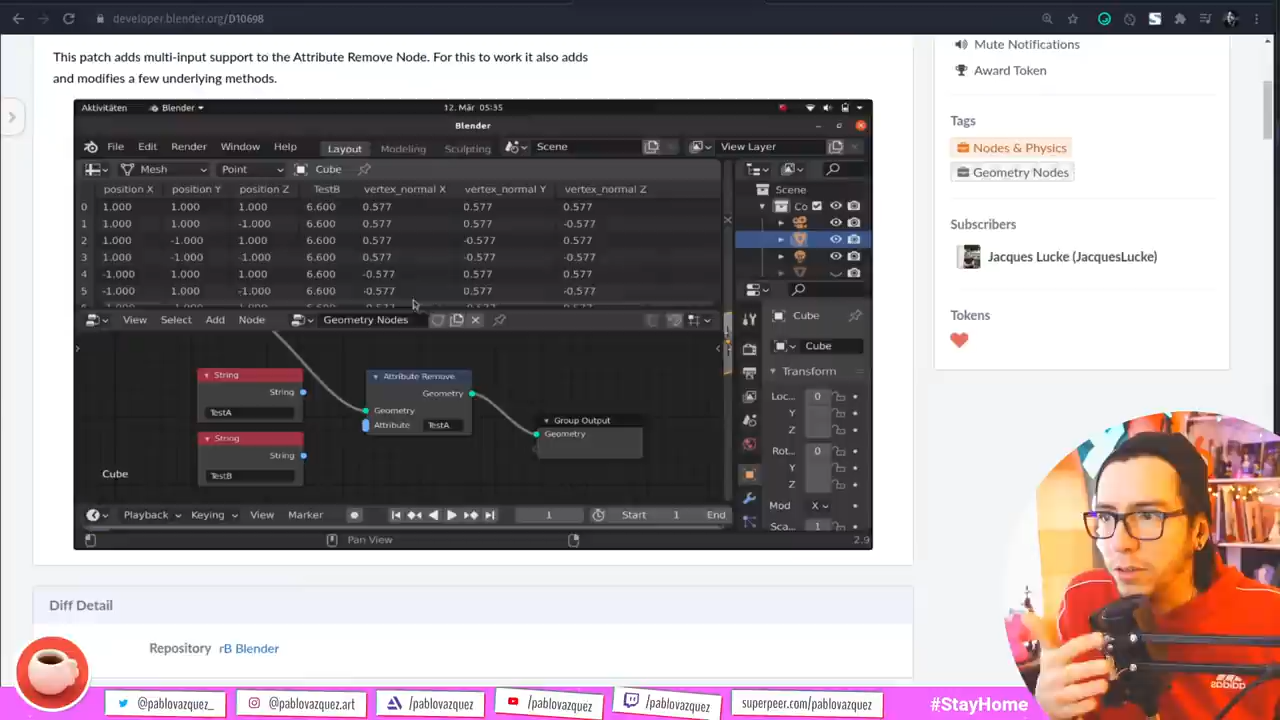 developer.blender.org/D10698
This patch adds multi-input support to the Attribute Remove Node. For this to work it also adds
and modifies a few underlying methods.
Mute Notifications
Award Token
Tags
Nodes & Physics
Geometry Nodes
Subscribers
Jacques Lucke (JacquesLucke)
Tokens
Aktivitäten Blender 12. Mär 05:35
Blender
File Edit Render Window Help Layout Modeling Sculpting Scene View Layer
Mesh Point Cube
position X position Y position Z TestB vertex_normal X vertex_normal Y vertex_normal Z
0 1.000 1.000 1.000 6.600 0.577 0.577 0.577
1 1.000 1.000 -1.000 6.600 0.577 0.577 -0.577
2 1.000 -1.000 1.000 6.600 0.577 -0.577 0.577
3 1.000 -1.000 -1.000 6.600 0.577 -0.577 -0.577
4 -1.000 1.000 1.000 6.600 -0.577 0.577 0.577
5 -1.000 1.000 -1.000 6.600 -0.577 0.577 -0.577
Scene
Co
View Select Add Node Geometry Nodes
String
String
TestA
String
String
TestB
Attribute Remove
Geometry
Geometry
Attribute TestA
Group Output
Geometry
Cube
Cube
Cube
Transform
Loc... 0
Y
Z
Rot... 0
Y
Z
Mod X
Sca... 1
Playback Keying View Marker 1 Start 1 End
Pan View 2.9
Diff Detail
Repository rB Blender
@pablovazquez_ @pablovazquez.art /pablovazquez /pablovazquez /pablovazquez superpeer.com/pablovazquez #StayHome
adidas